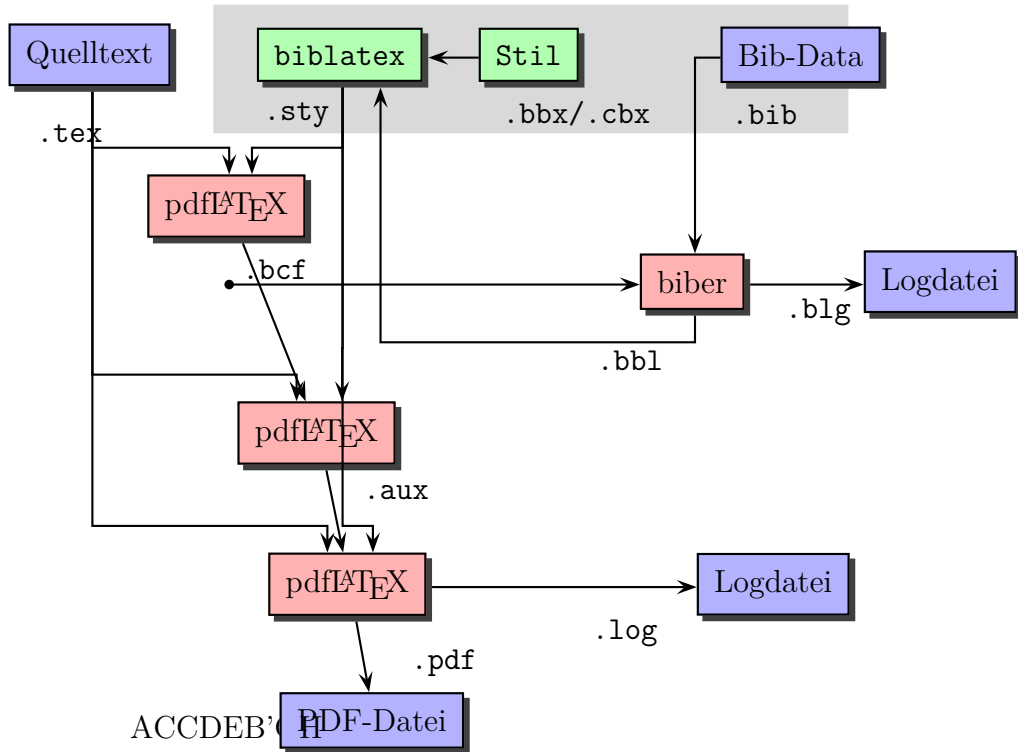 Quelltext
biblatex
Stil
Bib-Data
.sty
.bbx/.cbx
.bib
.tex
pdfLATEX
.bcf
biber
Logdatei
.blg
.bbl
pdfLATEX
.aux
pdfLATEX
Logdatei
.log
.pdf
PDF-Datei